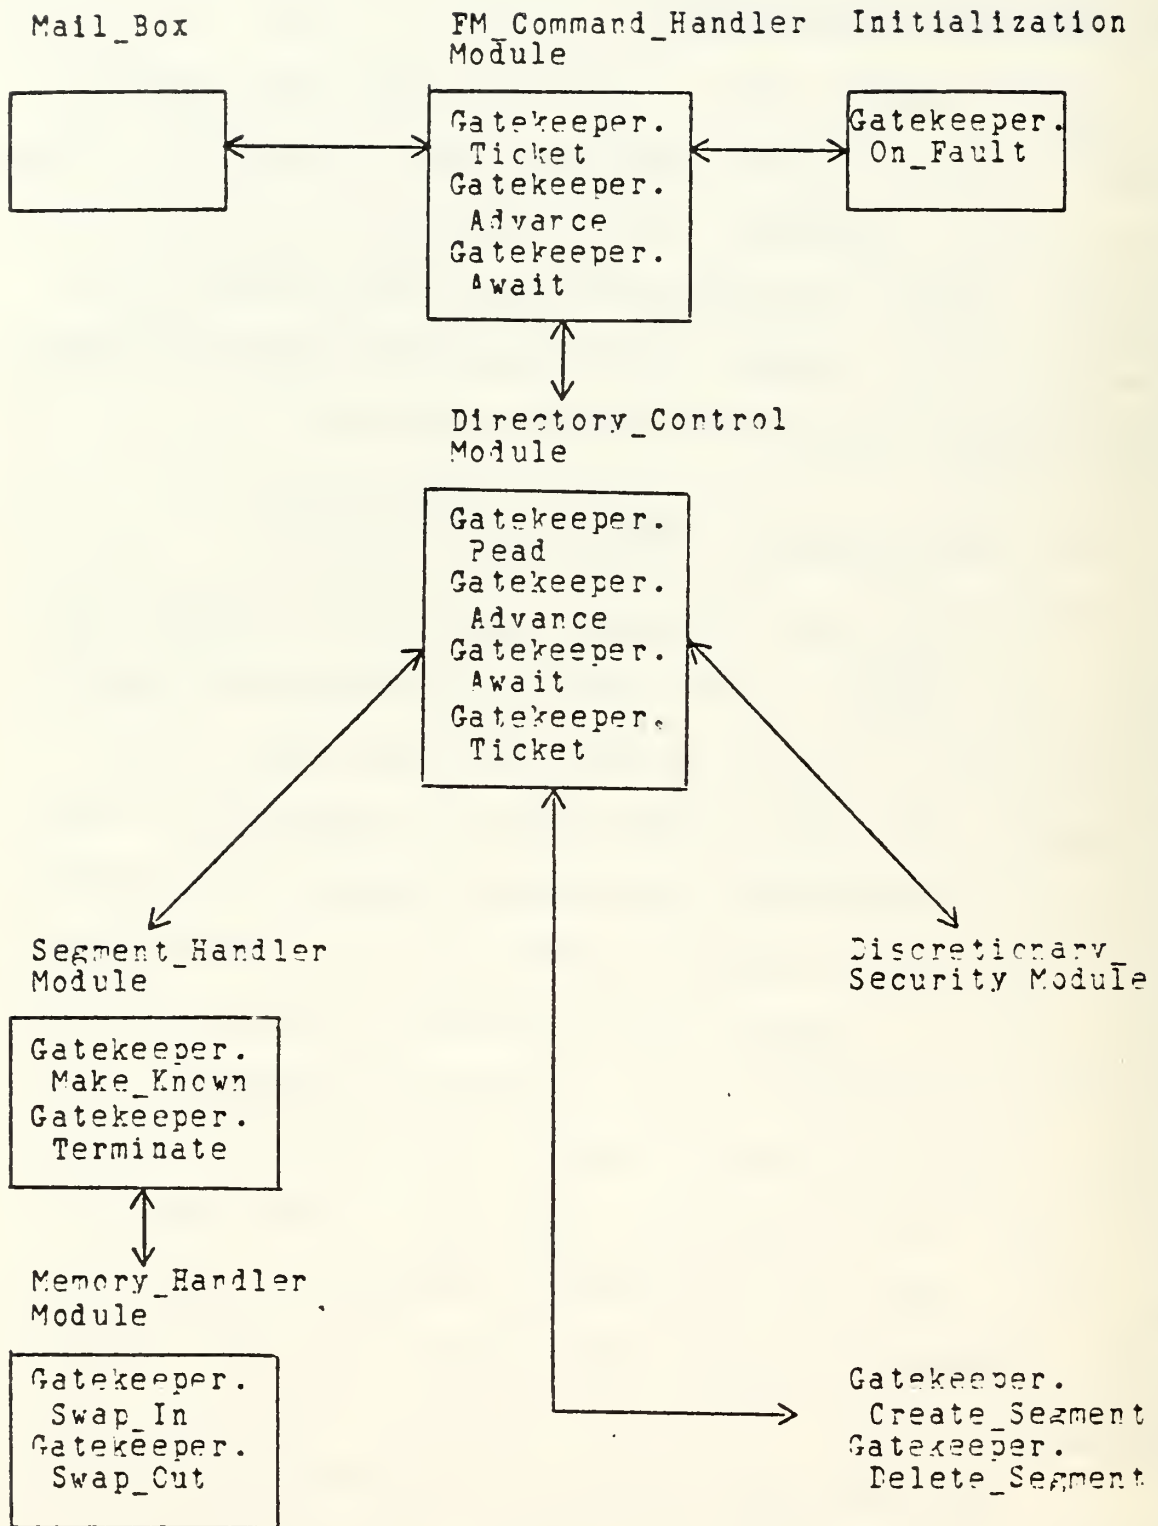 Mail_Box
FM_Command_Handler
Module
Initialization
Gatekeeper.
Ticket
Gatekeeper.
Advance
Gatekeeper.
Await
Gatekeeper.
On_Fault
Directory_Control
Module
Gatekeeper.
Read
Gatekeeper.
Advance
Gatekeeper.
Await
Gatekeeper.
Ticket
Segment_Handler
Module
Discretionary_
Security Module
Gatekeeper.
Make_Known
Gatekeeper.
Terminate
Memory_Handler
Module
Gatekeeper.
Swap_In
Gatekeeper.
Swap_Out
Gatekeeper.
Create_Segment
Gatekeeper.
Delete_Segment